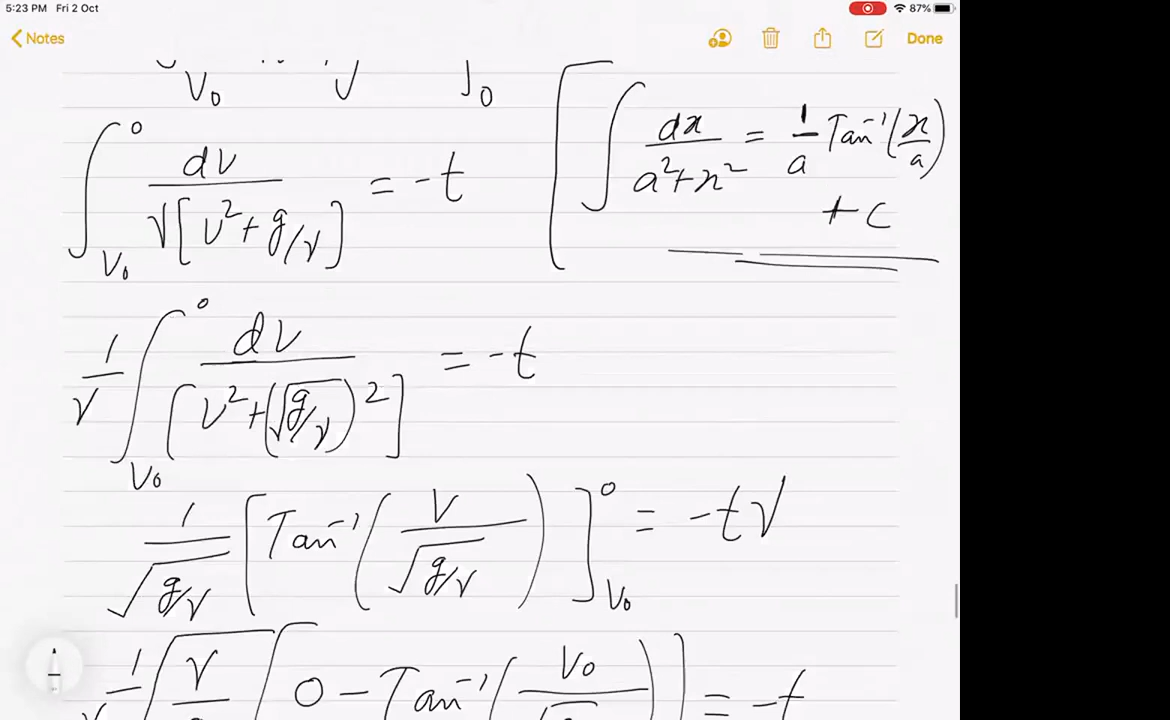 5:23 PM Fri 2 Oct 87%
Notes Done
V₀ γ ]₀
∫_{V₀}^{0} dv / γ[v² + g/γ] = -t
[∫ dx / (a² + x²) = 1/a Tan⁻¹(x/a) + c
1/γ ∫_{V₀}^{0} dv / [v² + (√(g/γ))²] = -t
1/√(g/γ) [Tan⁻¹(v / √(g/γ))]_{V₀}^{0} = -tγ
1/γ √(γ/g) [0 - Tan⁻¹(V₀ / √g)] = -t